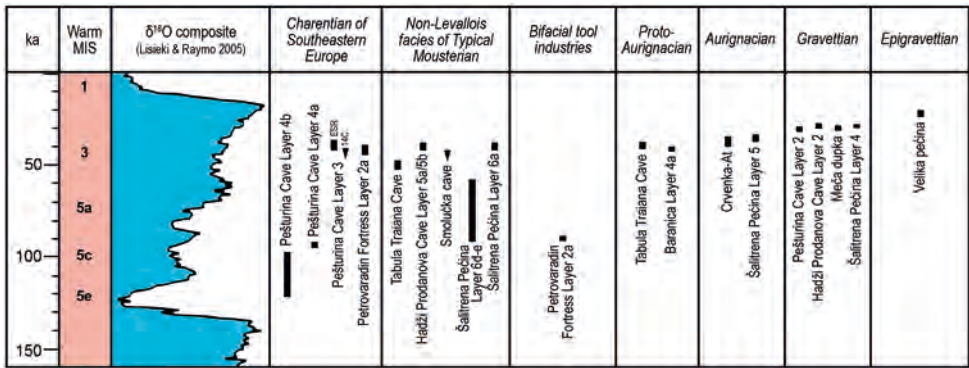 ka
Warm
MIS
δ¹⁸O composite
(Lisieki & Raymo 2005)
Charentian of
Southeastern
Europe
Non-Levallois
facies of Typical
Mousterian
Bifacial tool
industries
Proto-
Aurignacian
Aurignacian
Gravettian
Epigravettian
50
100
150
1
3
5a
5c
5e
Pešturina Cave Layer 4b
Pešturina Cave Layer 4a
Pešturina Cave Layer 3
ESR
14C
Petrovaradin Fortress Layer 2a
Tabula Traiana Cave
Hadži Prodanova Cave Layer 5a/5b
Smolućka cave
Šalitrena Pećina
Layer 6d-e
Šalitrena Pećina Layer 6a
Petrovaradin
Fortress Layer 2a
Tabula Traiana Cave
Baranica Layer 4a
Crvenka-At
Šalitrena Pećina Layer 5
Pešturina Cave Layer 2
Hadži Prodanova Cave Layer 2
Meča dupka
Šalitrena Pećina Layer 4
Velika pećina